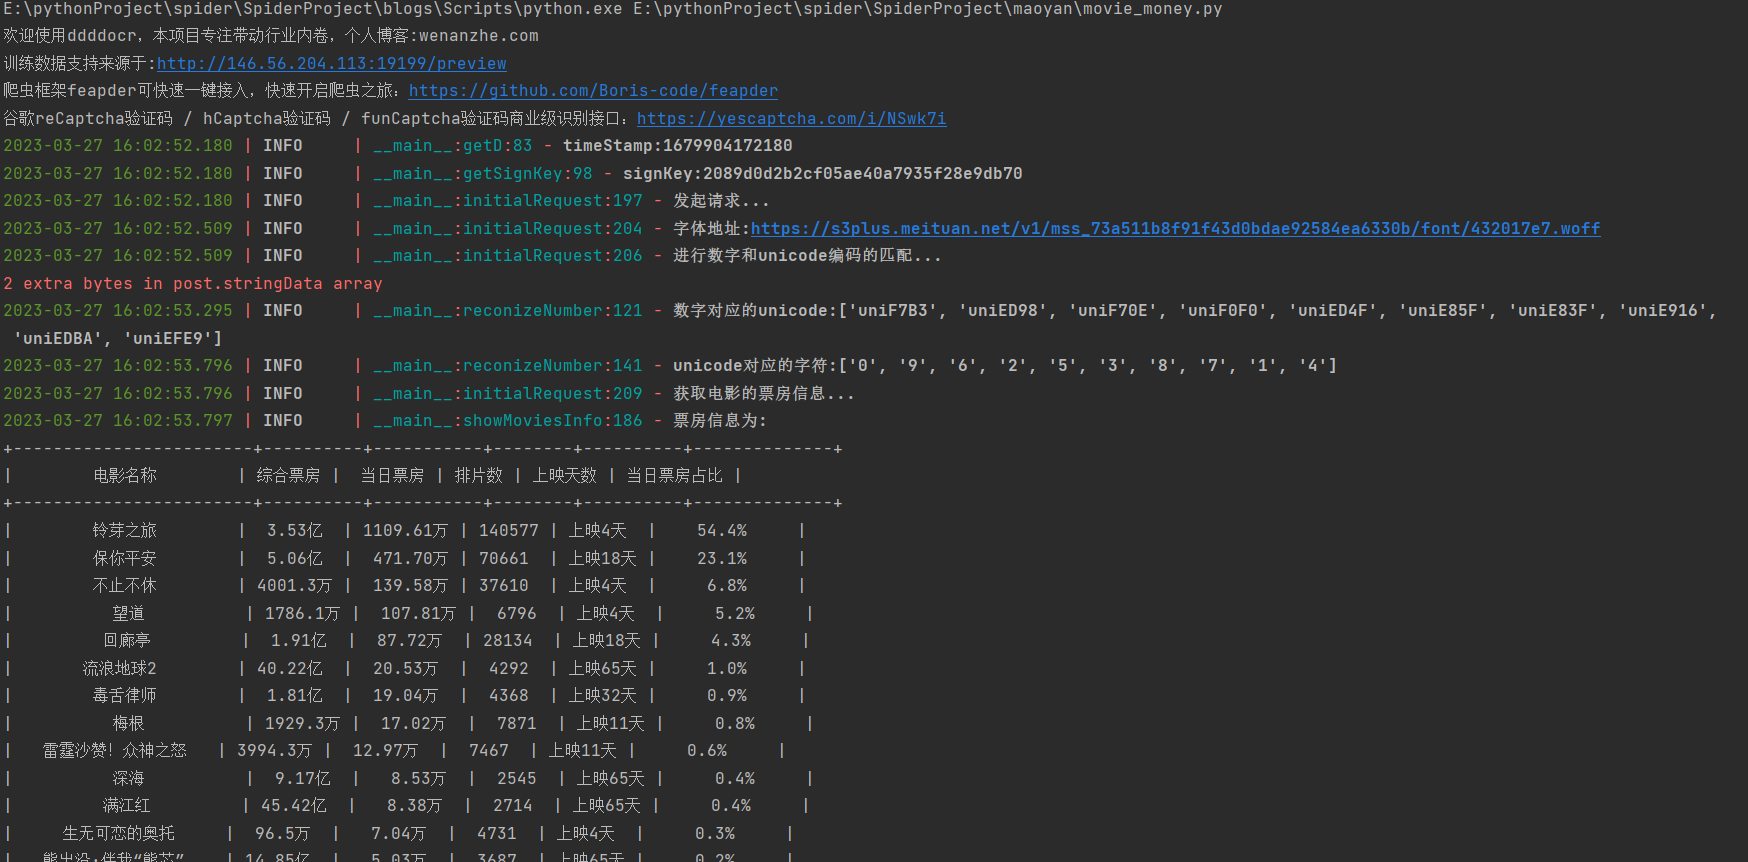 E:\pythonProject\spider\SpiderProject\blogs\Scripts\python.exe E:\pythonProject\spider\SpiderProject\maoyan\movie_money.py
欢迎使用ddddocr，本项目专注带动行业内卷，个人博客:wenanzhe.com
训练数据支持来源于:http://146.56.204.113:19199/preview
爬虫框架feapder可快速一键接入，快速开启爬虫之旅：https://github.com/Boris-code/feapder
谷歌reCaptcha验证码 / hCaptcha验证码 / funCaptcha验证码商业级识别接口：https://yescaptcha.com/i/NSwk7i
2023-03-27 16:02:52.180 | INFO     | __main__:getD:83 - timeStamp:1679904172180
2023-03-27 16:02:52.180 | INFO     | __main__:getSignKey:98 - signKey:2089d0d2b2cf05ae40a7935f28e9db70
2023-03-27 16:02:52.180 | INFO     | __main__:initialRequest:197 - 发起请求...
2023-03-27 16:02:52.509 | INFO     | __main__:initialRequest:204 - 字体地址:https://s3plus.meituan.net/v1/mss_73a511b8f91f43d0bdae92584ea6330b/font/432017e7.woff
2023-03-27 16:02:52.509 | INFO     | __main__:initialRequest:206 - 进行数字和unicode编码的匹配...
2 extra bytes in post.stringData array
2023-03-27 16:02:53.295 | INFO     | __main__:reconizeNumber:121 - 数字对应的unicode:['uniF7B3', 'uniED98', 'uniF70E', 'uniF0F0', 'uniED4F', 'uniE85F', 'uniE83F', 'uniE916',
 'uniEDBA', 'uniEFE9']
2023-03-27 16:02:53.796 | INFO     | __main__:reconizeNumber:141 - unicode对应的字符:['0', '9', '6', '2', '5', '3', '8', '7', '1', '4']
2023-03-27 16:02:53.796 | INFO     | __main__:initialRequest:209 - 获取电影的票房信息...
2023-03-27 16:02:53.797 | INFO     | __main__:showMoviesInfo:186 - 票房信息为:
+------------------------+----------+-----------+--------+----------+--------------+
| 电影名称 | 综合票房 | 当日票房 | 排片数 | 上映天数 | 当日票房占比 |
+------------------------+----------+-----------+--------+----------+--------------+
| 铃芽之旅 | 3.53亿 | 1109.61万 | 140577 | 上映4天 | 54.4% |
| 保你平安 | 5.06亿 | 471.70万 | 70661 | 上映18天 | 23.1% |
| 不止不休 | 4001.3万 | 139.58万 | 37610 | 上映4天 | 6.8% |
| 望道 | 1786.1万 | 107.81万 | 6796 | 上映4天 | 5.2% |
| 回廊亭 | 1.91亿 | 87.72万 | 28134 | 上映18天 | 4.3% |
| 流浪地球2 | 40.22亿 | 20.53万 | 4292 | 上映65天 | 1.0% |
| 毒舌律师 | 1.81亿 | 19.04万 | 4368 | 上映32天 | 0.9% |
| 梅根 | 1929.3万 | 17.02万 | 7871 | 上映11天 | 0.8% |
| 雷霆沙赞！众神之怒 | 3994.3万 | 12.97万 | 7467 | 上映11天 | 0.6% |
| 深海 | 9.17亿 | 8.53万 | 2545 | 上映65天 | 0.4% |
| 满江红 | 45.42亿 | 8.38万 | 2714 | 上映65天 | 0.4% |
| 生无可恋的奥托 | 96.5万 | 7.04万 | 4731 | 上映4天 | 0.3% |
| 熊出没·伴我“熊芯” | 14.85亿 | 5.03万 | 3687 | 上映65天 | 0.2% |